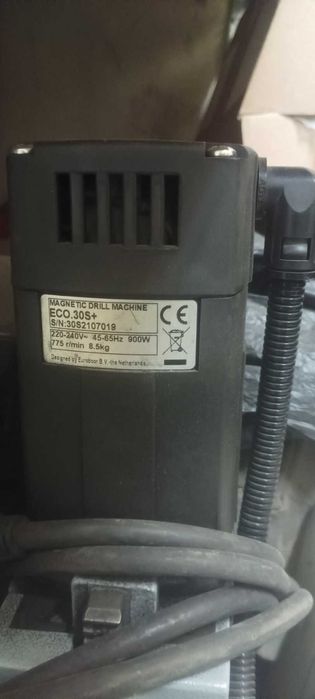 MAGNETIC DRILL MACHINE
ECO.30S+
S/N:30S2107019
CE
220-240V~ 45-65Hz 900W
775 r/min 8.5kg
Designed by Euroboor B.V. the Netherlands